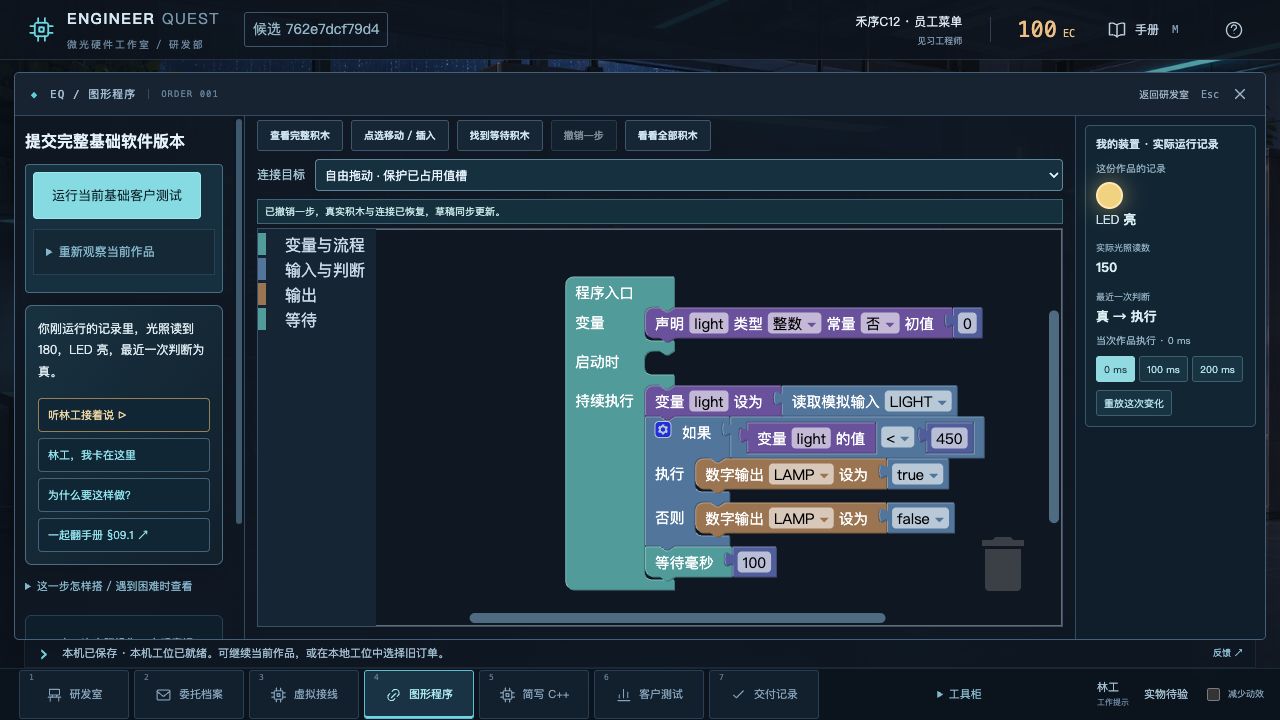 ENGINEER QUEST
微光硬件工作室 / 研发部
候选 762e7dcf79d4
禾序C12 · 员工菜单
见习工程师
100 EC
手册 M
EQ / 图形程序
ORDER 001
返回研发室 Esc
提交完整基础软件版本
运行当前基础客户测试
重新观察当前作品
你刚运行的记录里，光照读到
180，LED 亮，最近一次判断为
真。
听林工接着说
林工，我卡在这里
为什么要这样做？
一起翻手册 §09.1 ↗
这一步怎样搭 / 遇到困难时查看
查看完整积木
点选移动 / 插入
找到等待积木
撤销一步
看看全部积木
连接目标
自由拖动 · 保护已占用值槽
已撤销一步，真实积木与连接已恢复，草稿同步更新。
变量与流程
输入与判断
输出
等待
程序入口
变量
声明 light 类型 整数 常量 否 初值 0
启动时
持续执行
变量 light 设为 读取模拟输入 LIGHT
如果 变量 light 的值 < 450
执行 数字输出 LAMP 设为 true
否则 数字输出 LAMP 设为 false
等待毫秒 100
我的装置 · 实际运行记录
这份作品的记录
LED 亮
实际光照读数
150
最近一次判断
真 → 执行
当次作品执行 · 0 ms
0 ms
100 ms
200 ms
重放这次变化
本机已保存 · 本机工位已就绪。可继续当前作品，或在本地工位中选择旧订单。
反馈 ↗
1 研发室
2 委托档案
3 虚拟接线
4 图形程序
5 简写 C++
6 客户测试
7 交付记录
工具柜
林工
工作提示
实物待验
减少动效